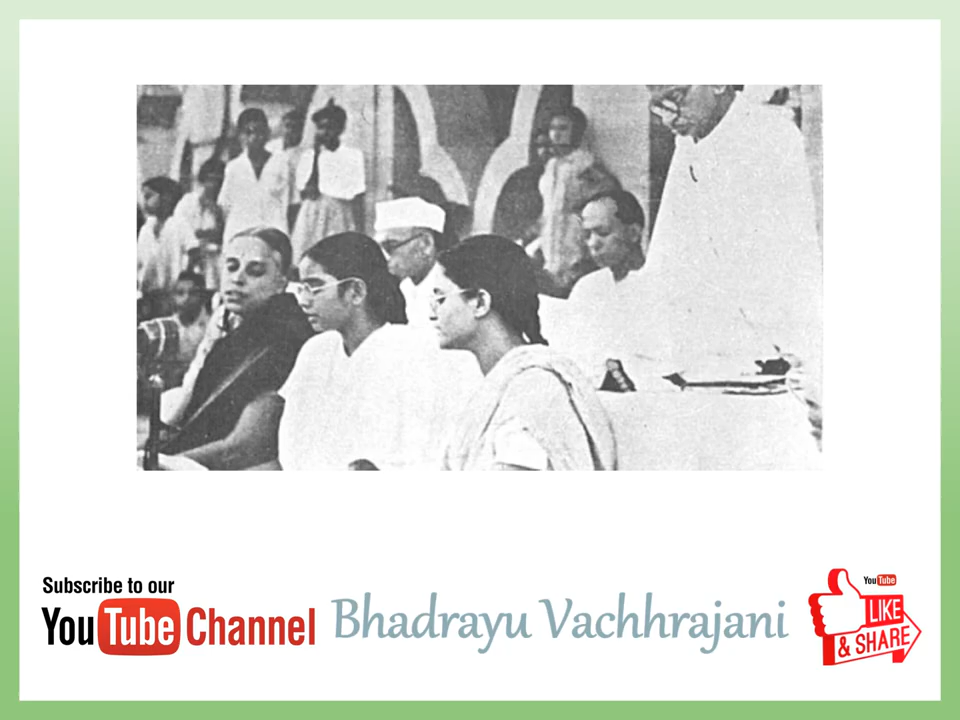 Subscribe to our
YouTube Channel
Bhadrayu Vachhrajani
YouTube
LIKE
& SHARE